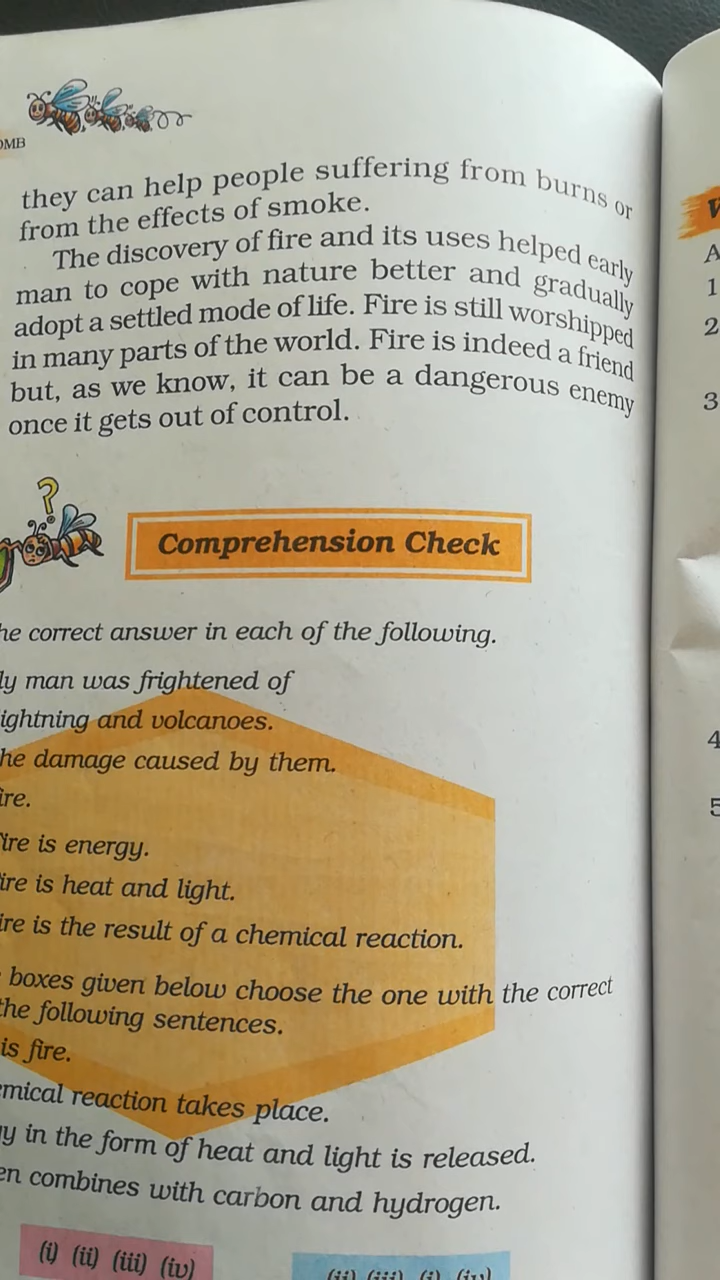 OMB
they can help people suffering from burns or
from the effects of smoke.
The discovery of fire and its uses helped early
man to cope with nature better and gradually
adopt a settled mode of life. Fire is still worshipped
in many parts of the world. Fire is indeed a friend
but, as we know, it can be a dangerous enemy
once it gets out of control.
?
Comprehension Check
he correct answer in each of the following.
ly man was frightened of
ightning and volcanoes.
he damage caused by them.
ire.
ire is energy.
ire is heat and light.
ire is the result of a chemical reaction.
boxes given below choose the one with the correct
the following sentences.
is fire.
emical reaction takes place.
y in the form of heat and light is released.
en combines with carbon and hydrogen.
(i) (ii) (iii) (iv)
(ii) (iii) (i) (iv)
A
1
2
3
4
5